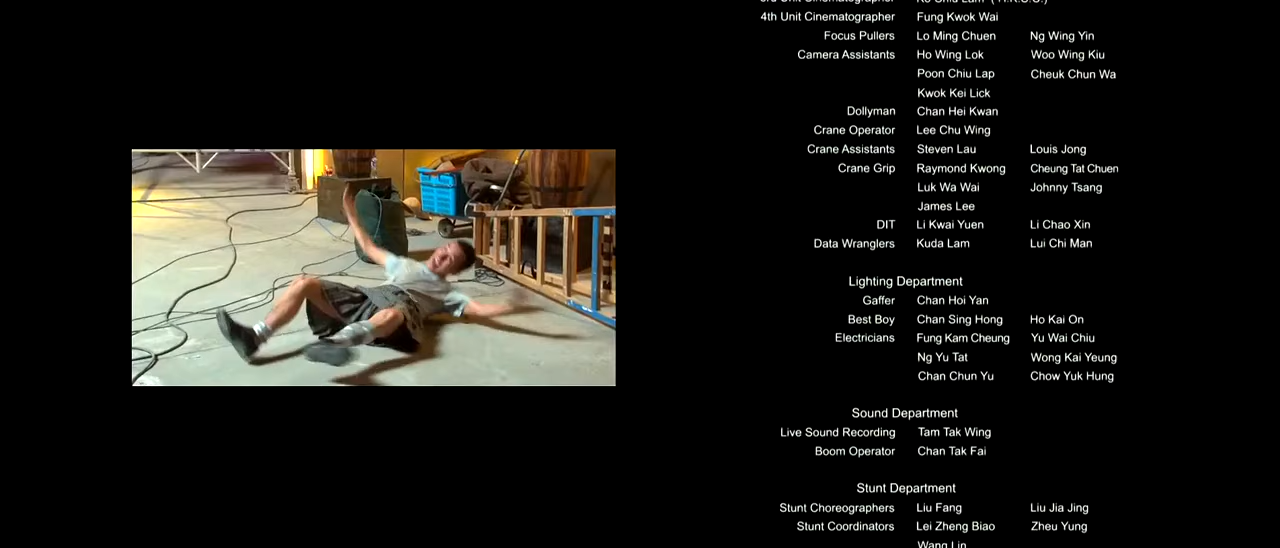 4th Unit Cinematographer Fung Kwok Wai
Focus Pullers Lo Ming Chuen Ng Wing Yin
Camera Assistants Ho Wing Lok Woo Wing Kiu
Poon Chiu Lap Cheuk Chun Wa
Kwok Kei Lick
Dollyman Chan Hei Kwan
Crane Operator Lee Chu Wing
Crane Assistants Steven Lau Louis Jong
Crane Grip Raymond Kwong Cheung Tat Chuen
Luk Wa Wai Johnny Tsang
James Lee
DIT Li Kwai Yuen Li Chao Xin
Data Wranglers Kuda Lam Lui Chi Man
Lighting Department
Gaffer Chan Hoi Yan
Best Boy Chan Sing Hong Ho Kai On
Electricians Fung Kam Cheung Yu Wai Chiu
Ng Yu Tat Wong Kai Yeung
Chan Chun Yu Chow Yuk Hung
Sound Department
Live Sound Recording Tam Tak Wing
Boom Operator Chan Tak Fai
Stunt Department
Stunt Choreographers Liu Fang Liu Jia Jing
Stunt Coordinators Lei Zheng Biao Zheu Yung
Wang Lin